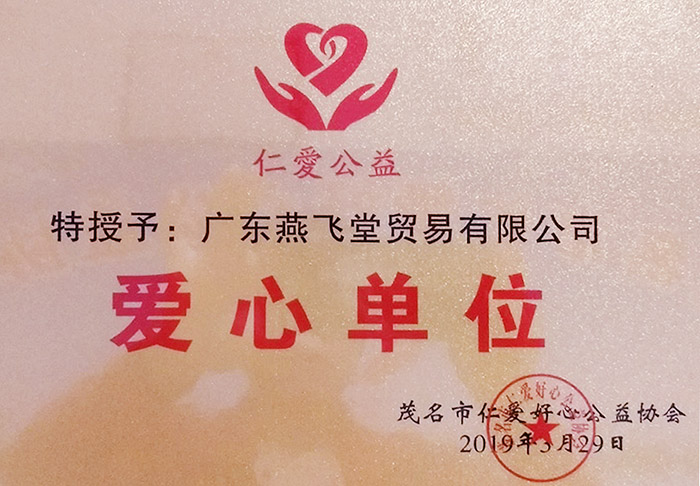 仁愛公益
特授予：广东燕飞堂贸易有限公司
爱心单位
茂名市仁爱好心公益协会
2019年3月29日